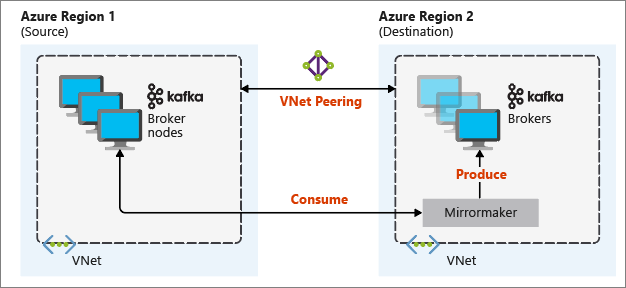 Azure Region 1
(Source)
kafka
Broker
nodes
VNet
VNet Peering
Consume
Azure Region 2
(Destination)
kafka
Brokers
Produce
Mirrormaker
VNet